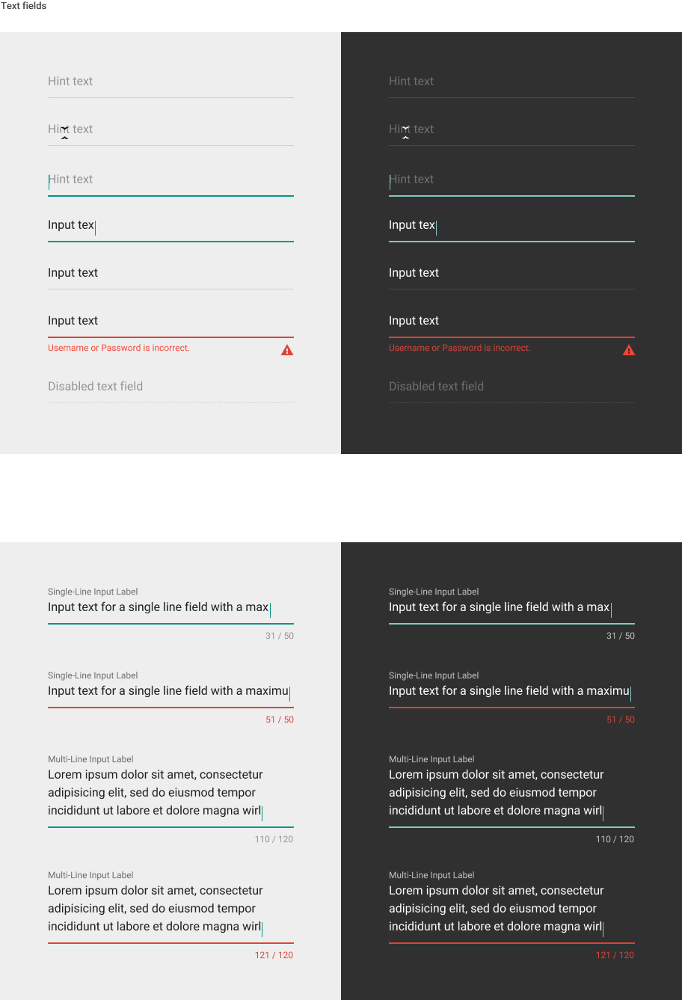 Text fields
Hint text
Hint text
Hint text
Input tex
Input text
Input text
Username or Password is incorrect.
Disabled text field
Hint text
Hint text
Hint text
Input tex
Input text
Input text
Username or Password is incorrect.
Disabled text field
Single-Line Input Label
Input text for a single line field with a max
31 / 50
Single-Line Input Label
Input text for a single line field with a maximu
51 / 50
Multi-Line Input Label
Lorem ipsum dolor sit amet, consectetur
adipisicing elit, sed do eiusmod tempor
incididunt ut labore et dolore magna wirl
110 / 120
Multi-Line Input Label
Lorem ipsum dolor sit amet, consectetur
adipisicing elit, sed do eiusmod tempor
incididunt ut labore et dolore magna wirl
121 / 120
Single-Line Input Label
Input text for a single line field with a max
31 / 50
Single-Line Input Label
Input text for a single line field with a maximu
51 / 50
Multi-Line Input Label
Lorem ipsum dolor sit amet, consectetur
adipisicing elit, sed do eiusmod tempor
incididunt ut labore et dolore magna wirl
110 / 120
Multi-Line Input Label
Lorem ipsum dolor sit amet, consectetur
adipisicing elit, sed do eiusmod tempor
incididunt ut labore et dolore magna wirl
121 / 120